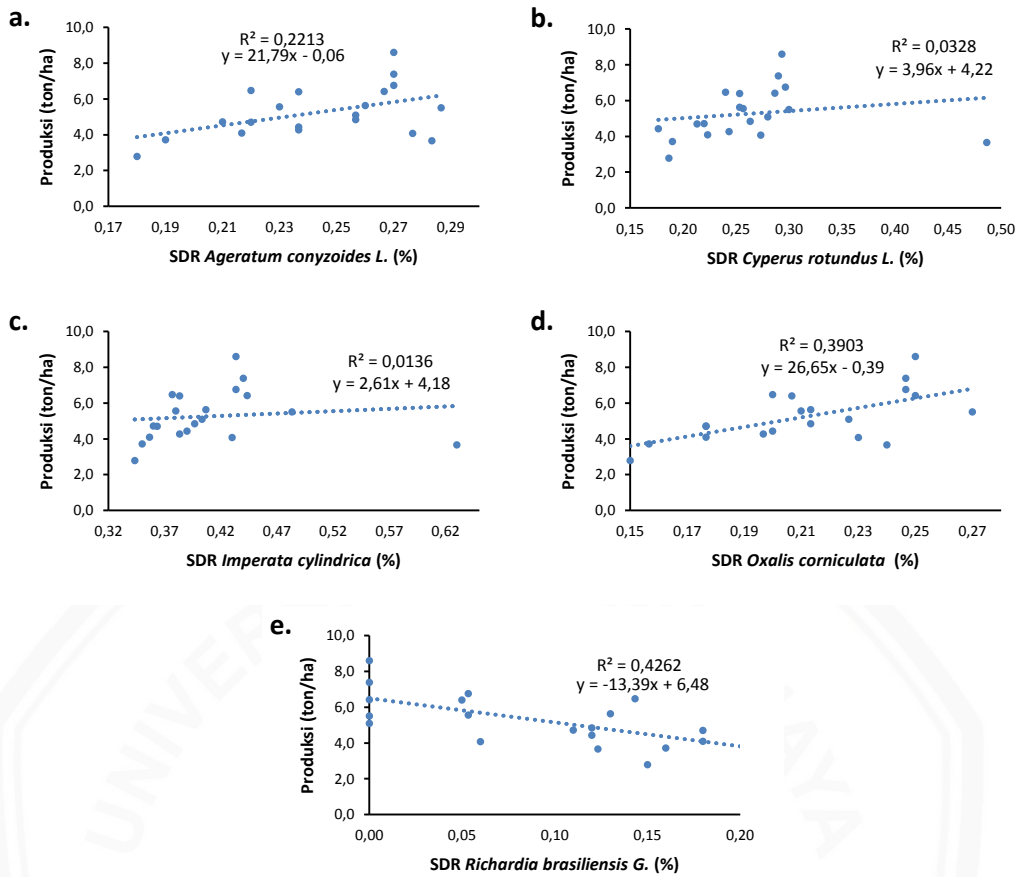 a.
R² = 0,2213
y = 21,79x - 0,06
Produksi (ton/ha)
10,0
8,0
6,0
4,0
2,0
0,0
0,17 0,19 0,21 0,23 0,25 0,27 0,29
SDR Ageratum conyzoides L. (%)
b.
R² = 0,0328
y = 3,96x + 4,22
Produksi (ton/ha)
10,0
8,0
6,0
4,0
2,0
0,0
0,15 0,20 0,25 0,30 0,35 0,40 0,45 0,50
SDR Cyperus rotundus L. (%)
c.
R² = 0,0136
y = 2,61x + 4,18
Produksi (ton/ha)
10,0
8,0
6,0
4,0
2,0
0,0
0,32 0,37 0,42 0,52 0,57 0,63
SDR Imperata cylindrica (%)
d.
R² = 0,3903
y = 26,65x - 0,39
Produksi (ton/ha)
10,0
8,0
6,0
4,0
2,0
0,0
0,15 0,17 0,19 0,21 0,23 0,25 0,27
SDR Oxalis corniculata (%)
e.
R² = 0,4262
y = -13,39x + 6,48
Produksi (ton/ha)
10,0
8,0
6,0
4,0
2,0
0,0
0,00 0,05 0,10 0,15 0,20
SDR Richardia brasiliensis G. (%)
UNIVER
AYA